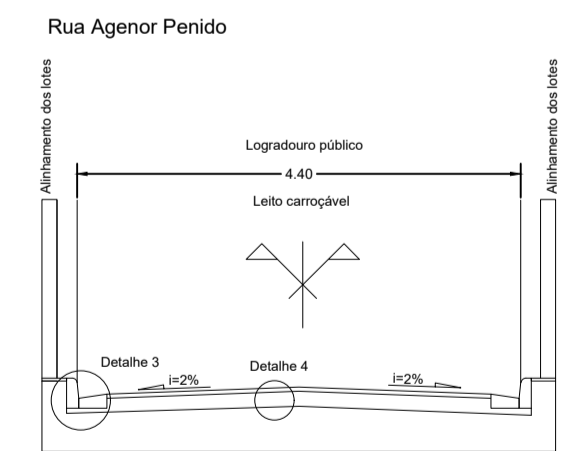 Rua Agenor Penido
Alinhamento dos lotes
Alinhamento dos lotes
Logradouro público
4.40
Leito carroçável
Detalhe 3
i=2%
Detalhe 4
i=2%